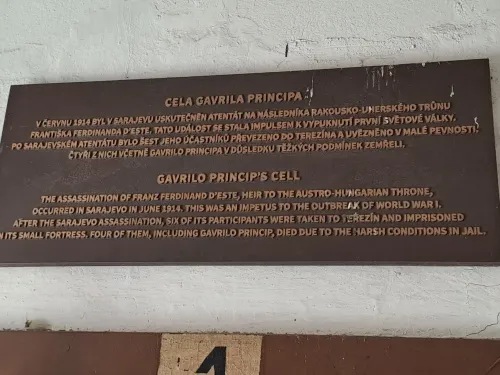 CELA GAVRILA PRINCIPA
V ČERVNU 1914 BYL V SARAJEVU USKUTEČNĚN ATENTÁT NA NÁSLEDNÍKA RAKOUSKO-UHERSKÉHO TRŮNU
FRANTIŠKA FERDINANDA D'ESTE. TATO UDÁLOST SE STALA IMPULSEM K VYPUKNUTÍ PRVNÍ SVĚTOVÉ VÁLKY.
PO SARAJEVSKÉM ATENTÁTU BYLO ŠEST JEHO ÚČASTNÍKŮ PŘEVEZENO DO TEREZÍNA A UVĚZNĚNO V MALÉ PEVNOSTI.
ČTYŘI Z NICH VČETNĚ GAVRILO PRINCIPA V DŮSLEDKU TĚŽKÝCH PODMÍNEK ZEMŘELI.
GAVRILO PRINCIP'S CELL
THE ASSASSINATION OF FRANZ FERDINAND D'ESTE, HEIR TO THE AUSTRO-HUNGARIAN THRONE,
OCCURRED IN SARAJEVO IN JUNE 1914. THIS WAS AN IMPETUS TO THE OUTBREAK OF WORLD WAR I.
AFTER THE SARAJEVO ASSASSINATION, SIX OF ITS PARTICIPANTS WERE TAKEN TO TEREZÍN AND IMPRISONED
IN ITS SMALL FORTRESS. FOUR OF THEM, INCLUDING GAVRILO PRINCIP, DIED DUE TO THE HARSH CONDITIONS IN JAIL.
1